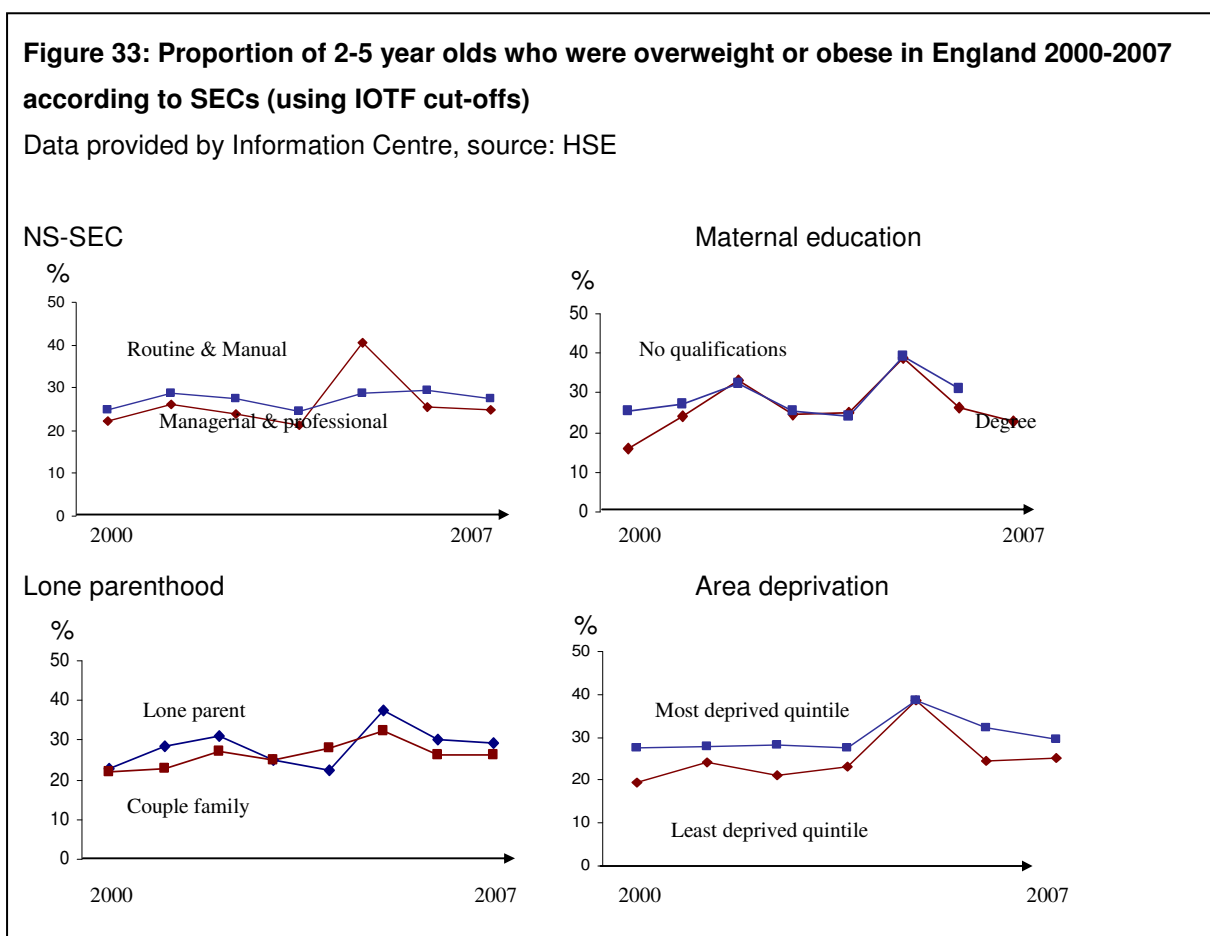 Figure 33: Proportion of 2-5 year olds who were overweight or obese in England 2000-2007
according to SECs (using IOTF cut-offs)
Data provided by Information Centre, source: HSE
NS-SEC
%
50
40
30
20
10
0
Routine & Manual
Managerial & professional
2000 2007
Maternal education
%
50
40
30
20
10
0
No qualifications
Degree
2000 2007
Lone parenthood
%
50
40
30
20
10
0
Lone parent
Couple family
2000 2007
Area deprivation
%
50
40
30
20
10
0
Most deprived quintile
Least deprived quintile
2000 2007